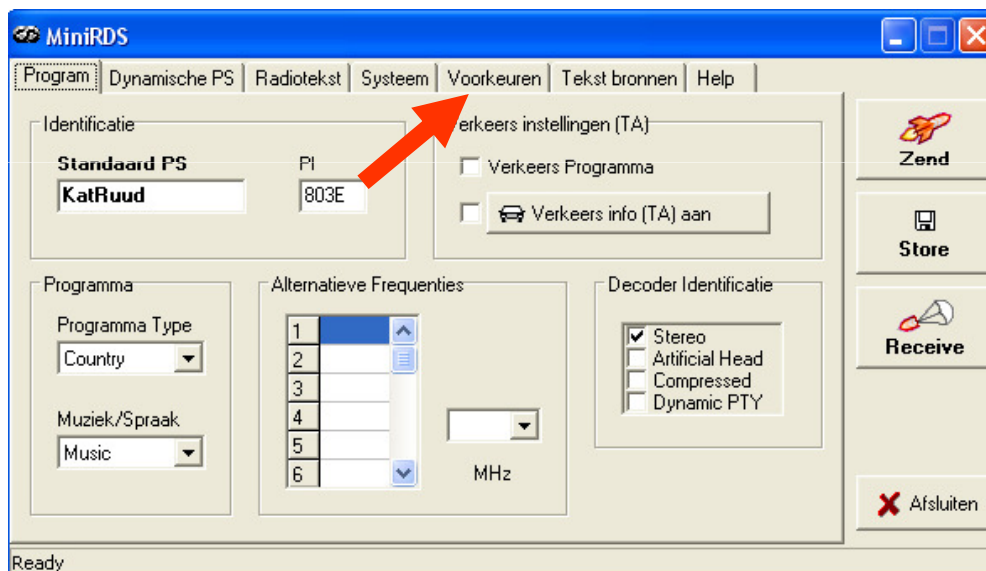 MiniRDS
Program Dynamische PS Radiotekst Systeem Voorkeuren Tekst bronnen Help
Identificatie
Standaard PS PI
KatRuud 803E
erkeers instellingen (TA)
Verkeers Programma
Verkeers info (TA) aan
Programma
Programma Type
Country
Muziek/Spraak
Music
Alternatieve Frequenties
1
2
3
4
5
6
MHz
Decoder Identificatie
Stereo
Artificial Head
Compressed
Dynamic PTY
Zend
Store
Receive
Afsluiten
Ready